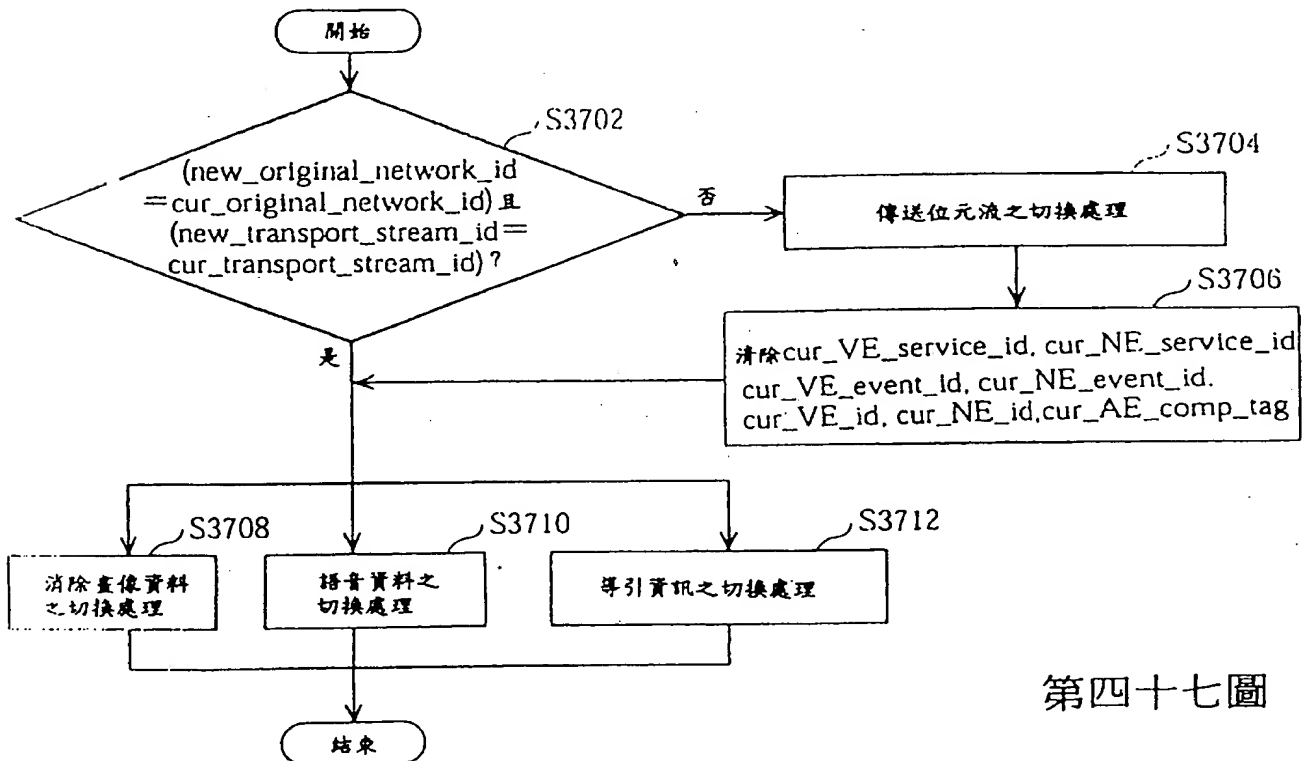 開始
S3702
(new_original_network_id
=cur_original_network_id)且
(new_transport_stream_id=
cur_transport_stream_id)?
否
S3704
傳送位元流之切換處理
S3706
清除cur_VE_service_id, cur_NE_service_id
cur_VE_event_id, cur_NE_event_id.
cur_VE_id, cur_NE_id,cur_AE_comp_tag
是
S3708
消除畫像資料
之切換處理
S3710
語音資料之
切換處理
S3712
導引資訊之切換處理
結束
第四十七圖